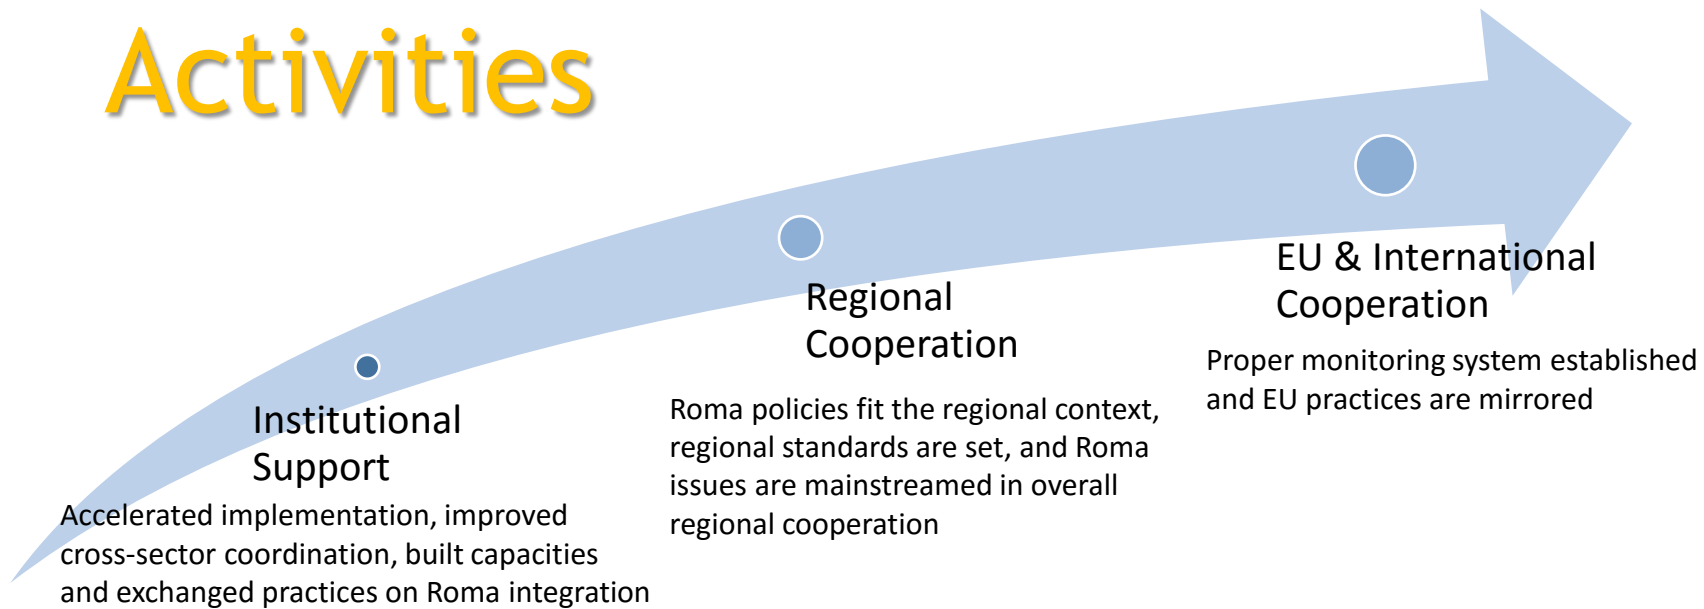 Activities
Institutional
Support
Accelerated implementation, improved
cross-sector coordination, built capacities
and exchanged practices on Roma integration
Regional
Cooperation
Roma policies fit the regional context,
regional standards are set, and Roma
issues are mainstreamed in overall
regional cooperation
EU & International
Cooperation
Proper monitoring system established
and EU practices are mirrored